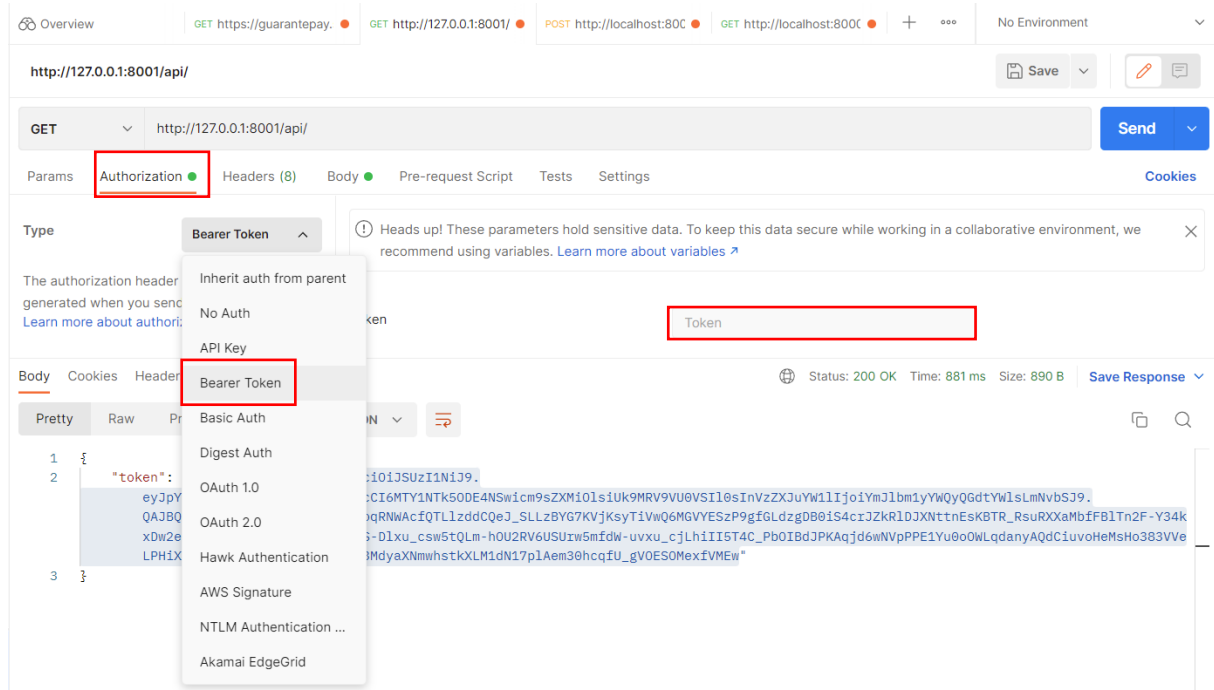 Overview GET https://guarantepay. GET http://127.0.0.1:8001/ POST http://localhost:800 GET http://localhost:800 + ooo No Environment
http://127.0.0.1:8001/api/ Save
GET http://127.0.0.1:8001/api/ Send
Params Authorization Headers (8) Body Pre-request Script Tests Settings Cookies
Type Bearer Token Heads up! These parameters hold sensitive data. To keep this data secure while working in a collaborative environment, we
recommend using variables. Learn more about variables ↗
The authorization header
generated when you send
Learn more about authori
Inherit auth from parent
No Auth
ken Token
API Key
Body Cookies Header Status: 200 OK Time: 881 ms Size: 890 B Save Response
Bearer Token
Pretty Raw Pr ON
Basic Auth
Digest Auth
OAuth 1.0
OAuth 2.0
Hawk Authentication
AWS Signature
NTLM Authentication ...
Akamai EdgeGrid
1 {
2 "token":
3 }